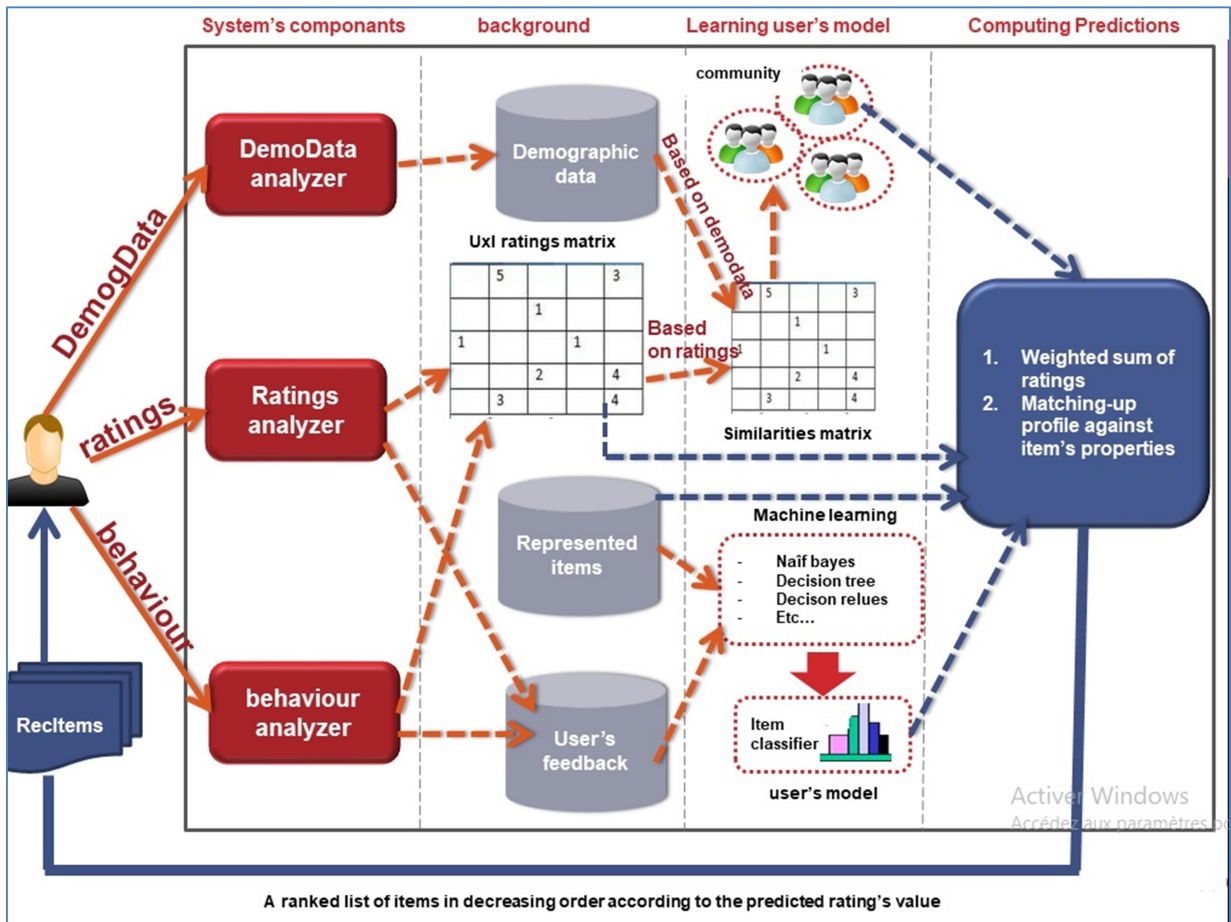 System's componants
background
Learning user's model
Computing Predictions
community
DemoData
analyzer
Demographic
data
Based on demodata
DemogData
UxI ratings matrix
5 3
1
1 1
2 4
3 4
Based
on ratings
5 3
1
1 1
2 4
3 4
Similarities matrix
ratings
Ratings
analyzer
1. Weighted sum of
ratings
2. Matching-up
profile against
item's properties
Represented
items
Machine learning
- Naîf bayes
- Decision tree
- Decison relues
- Etc…
behaviour
behaviour
analyzer
User's
feedback
Item
classifier
user's model
RecItems
Activer Windows
Accédez aux paramètres
A ranked list of items in decreasing order according to the predicted rating's value